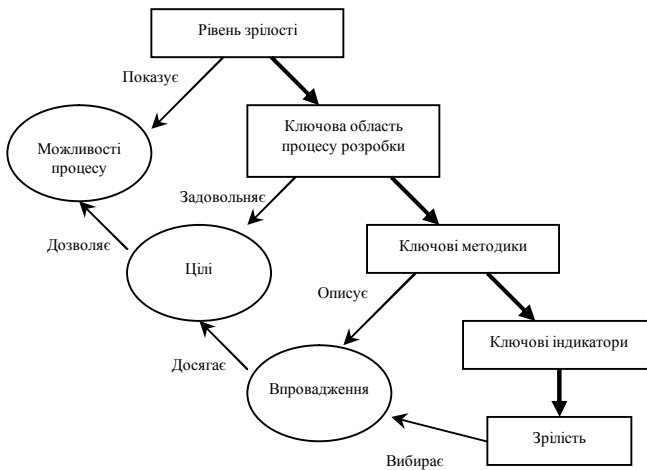 Рівень зрілості
Показує
Ключова область
процесу розробки
Можливості
процесу
Задовольняє
Ключові методики
Дозволяє
Цілі
Описує
Ключові індикатори
Досягає
Впровадження
Зрілість
Вибирає